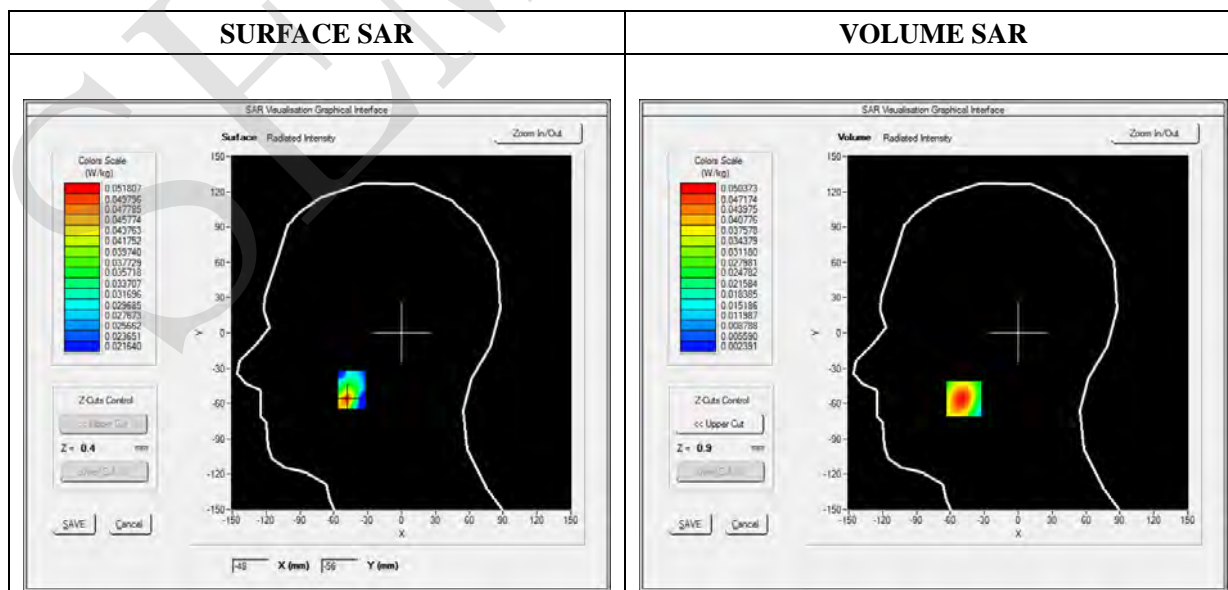 SURFACE SAR
VOLUME SAR
SAR Visualisation Graphical Interface
Surface Radiated Intensity
Zoom In/Out
Colors Scale
(W/kg)
0.051807
0.049796
0.047785
0.045774
0.043763
0.041752
0.039740
0.037729
0.035718
0.033707
0.031696
0.029685
0.027673
0.025662
0.023651
0.021640
Z-Cuts Control
<< Upper Cut
Z = 0.4 mm
SAVE
Cancel
Y
150
120
90
60
30
0
-30
-60
-90
-120
-150
-150 -120 -90 -60 -30 0 30 60 90 120 150
X
-48 X (mm) -56 Y (mm)
SAR Visualisation Graphical Interface
Volume Radiated Intensity
Zoom In/Out
Colors Scale
(W/kg)
0.050373
0.047174
0.043975
0.040776
0.037578
0.034379
0.031180
0.027981
0.024782
0.021584
0.018385
0.015186
0.011987
0.008788
0.005590
0.002391
Z-Cuts Control
<< Upper Cut
Z = 0.9 mm
SAVE
Cancel
Y
150
120
90
60
30
0
-30
-60
-90
-120
-150
-150 -120 -90 -60 -30 0 30 60 90 120 150
X